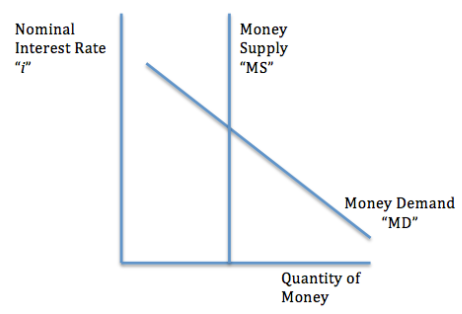 Nominal
Interest Rate
“i”
Money
Supply
“MS”
Money Demand
“MD”
Quantity of
Money